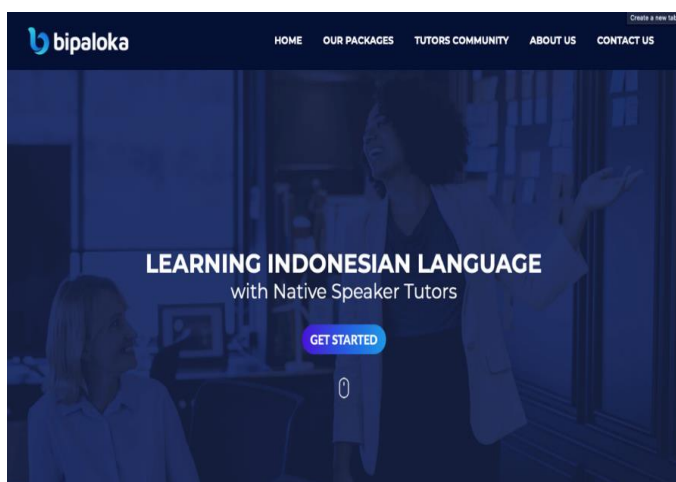 Create a new tab
bipaloka
HOME OUR PACKAGES TUTORS COMMUNITY ABOUT US CONTACT US
LEARNING INDONESIAN LANGUAGE
with Native Speaker Tutors
GET STARTED